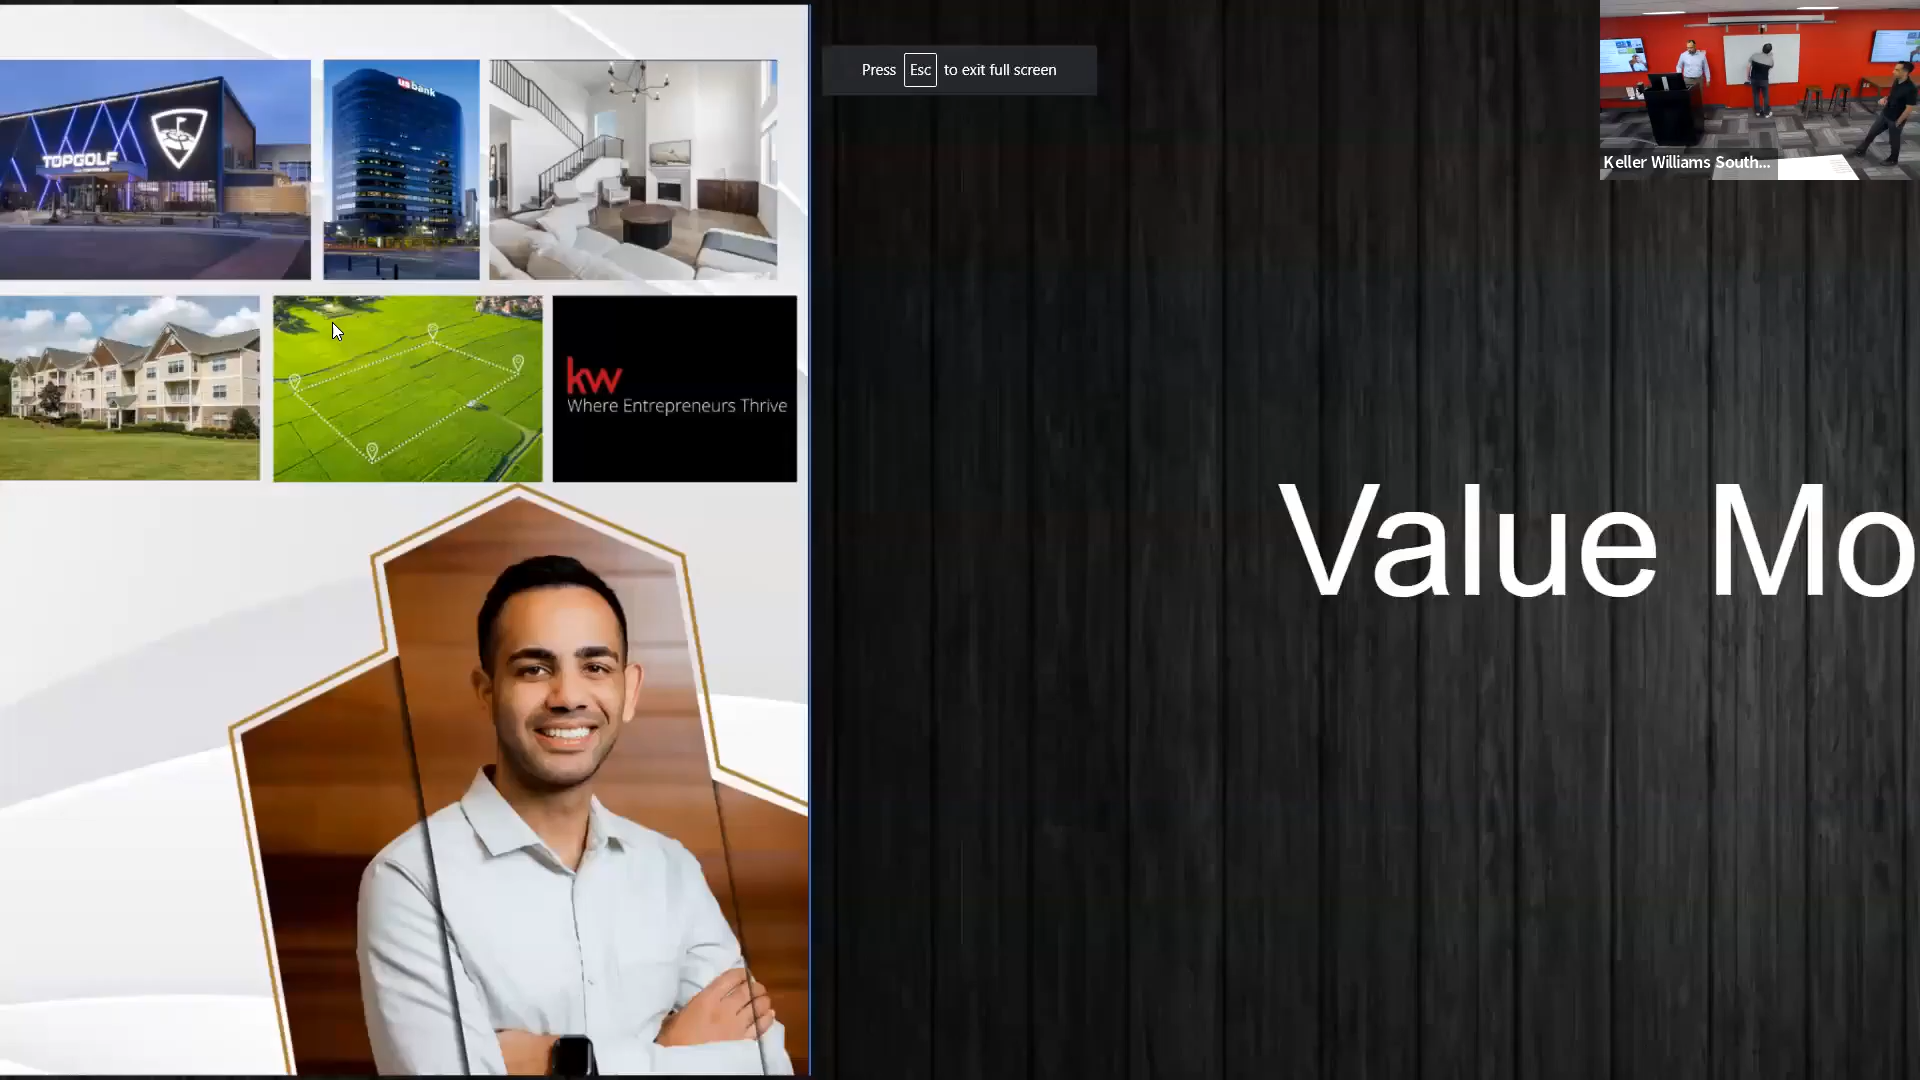 TOPGOLF
usbank
kw
Where Entrepreneurs Thrive
Press Esc to exit full screen
Keller Williams South...
Value Mo